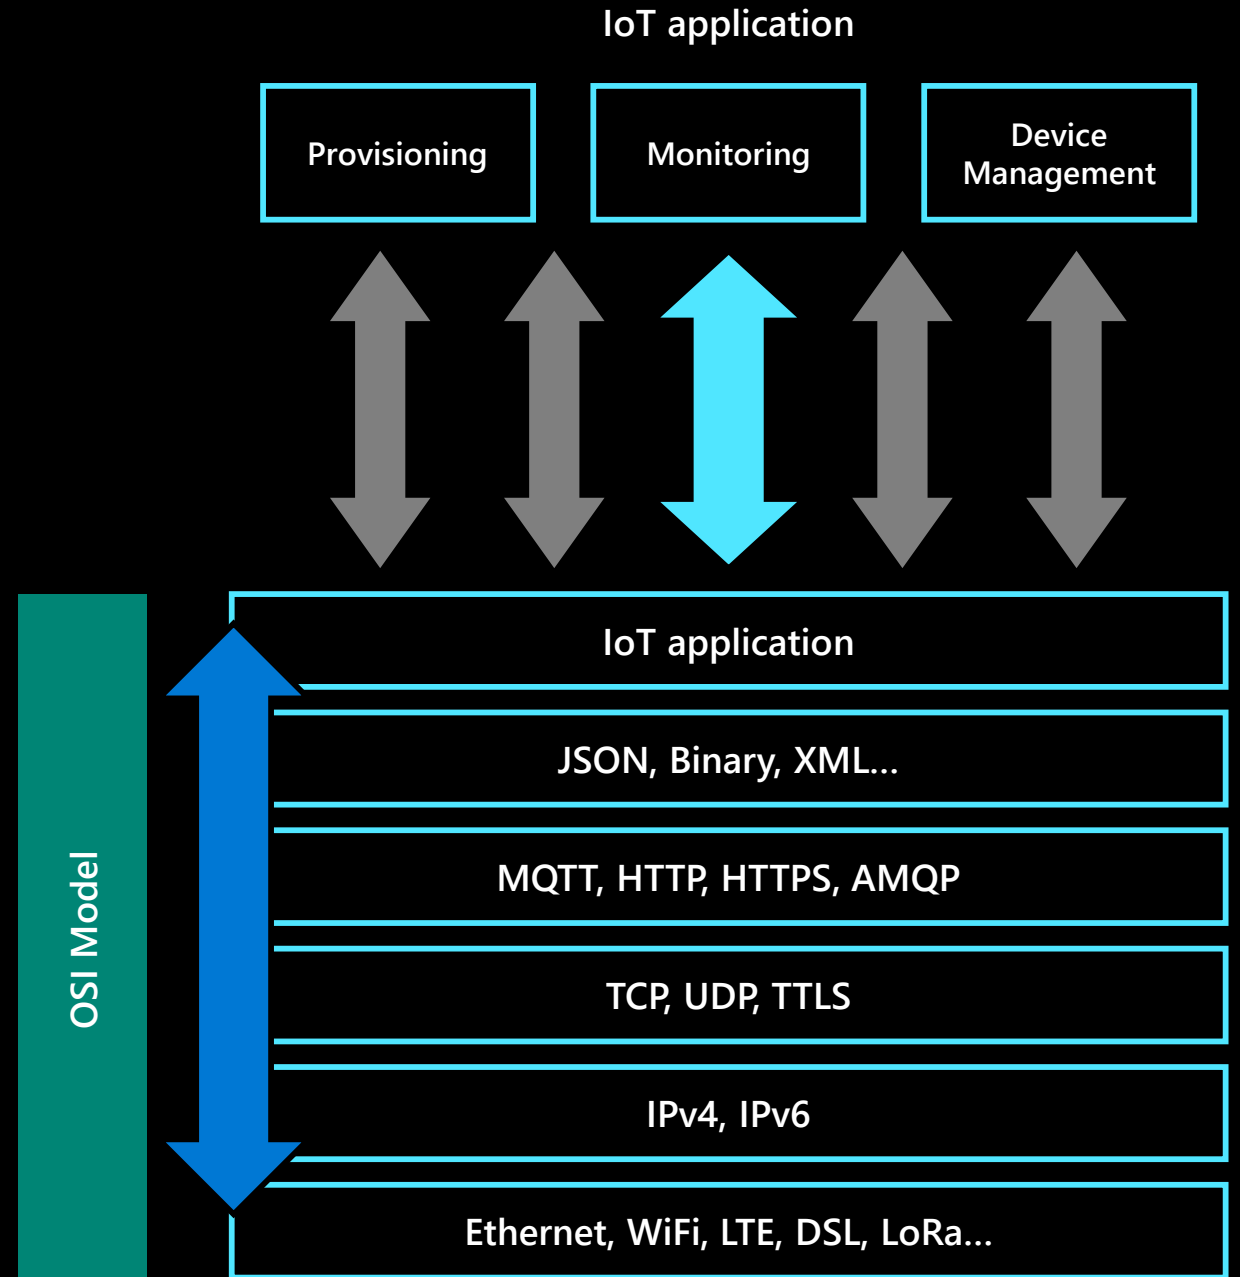 IoT application
Provisioning
Monitoring
Device
Management
OSI Model
IoT application
JSON, Binary, XML...
MQTT, HTTP, HTTPS, AMQP
TCP, UDP, TTLS
IPv4, IPv6
Ethernet, WiFi, LTE, DSL, LoRa...